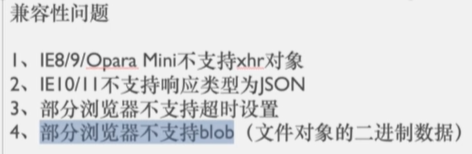 兼容性问题
1、IE8/9/Opara Mini不支持xhr对象
2、IE10/11不支持响应类型为JSON
3、部分浏览器不支持超时设置
4、部分浏览器不支持blob（文件对象的二进制数据）